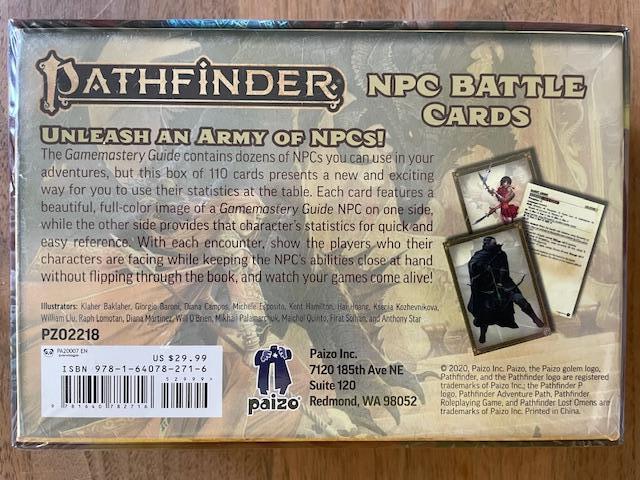 PATHFINDER
NPC BATTLE
CARDS
UNLEASH AN ARMY OF NPCS!
The Gamemastery Guide contains dozens of NPCs you can use in your
adventures, but this box of 110 cards presents a new and exciting
way for you to use their statistics at the table. Each card features a
beautiful, full-color image of a Gamemastery Guide NPC on one side,
while the other side provides that character's statistics for quick and
easy reference. With each encounter, show the players who their
characters are facing while keeping the NPC's abilities close at hand
without flipping through the book, and watch your games come alive!
Illustrators: Klaher Baklaher, Giorgio Baroni, Diana Campos, Michele Esposito, Kent Hamilton, Hai Hoang, Ksenia Kozhevnikova,
William Liu, Raph Lomotan, Diana Martinez, Will O'Brien, Mikhail Palamarchuk, Maichol Quinto, Firat Solhan, and Anthony Star
PZO2218
PA20007 EN
US $29.99
ISBN 978-1-64078-271-6
52999>
9 781640 782716
paizo
Paizo Inc.
7120 185th Ave NE
Suite 120
Redmond, WA 98052
© 2020, Paizo Inc. Paizo, the Paizo golem logo,
Pathfinder, and the Pathfinder logo are registered
trademarks of Paizo Inc.; the Pathfinder P
logo, Pathfinder Adventure Path, Pathfinder
Roleplaying Game, and Pathfinder Lost Omens are
trademarks of Paizo Inc. Printed in China.